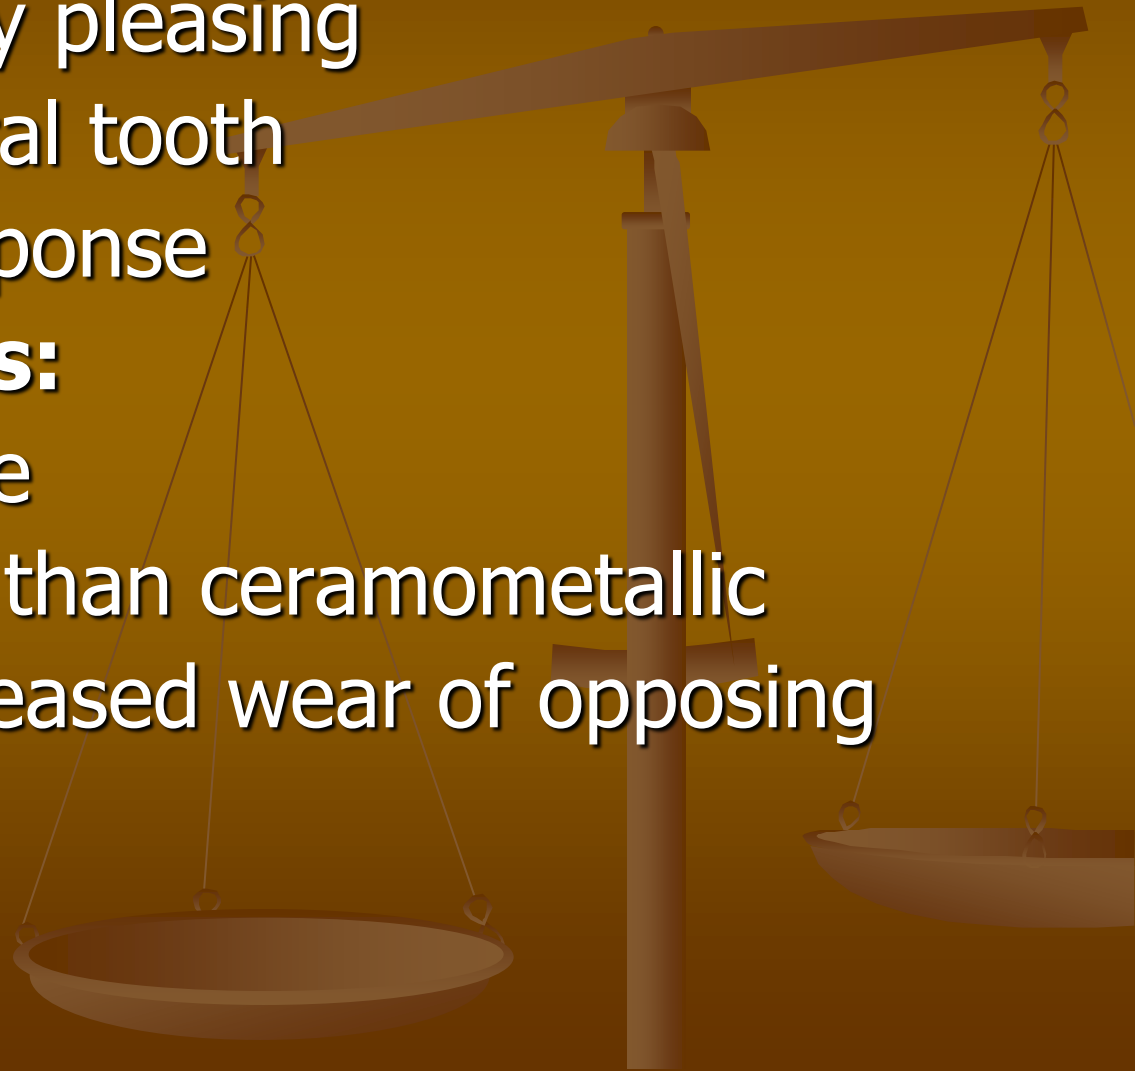 y pleasing
al tooth
ponse
s:
e
than ceramometallic
eased wear of opposing